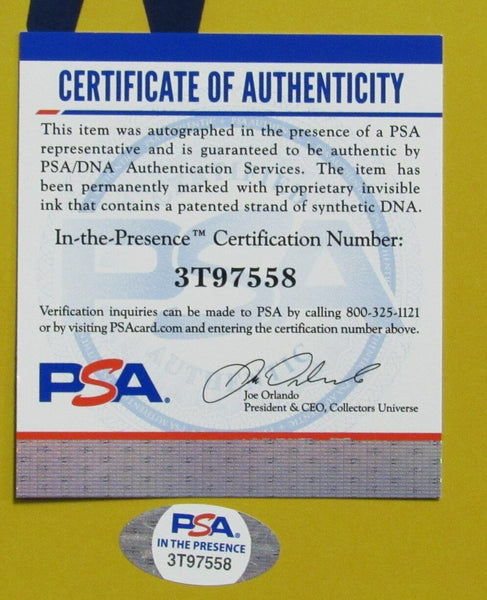 CERTIFICATE OF AUTHENTICITY
This item was autographed in the presence of a PSA
representative and is guaranteed to be authentic by
PSA/DNA Authentication Services. The item has
been permanently marked with proprietary invisible
ink that contains a patented strand of synthetic DNA.
In-the-Presence™ Certification Number:
3T97558
Verification inquiries can be made to PSA by calling 800-325-1121
or by visiting PSAcard.com and entering the certification number above.
PSA.
Joe Orlando
President & CEO, Collectors Universe
PSA
IN THE PRESENCE
3T97558